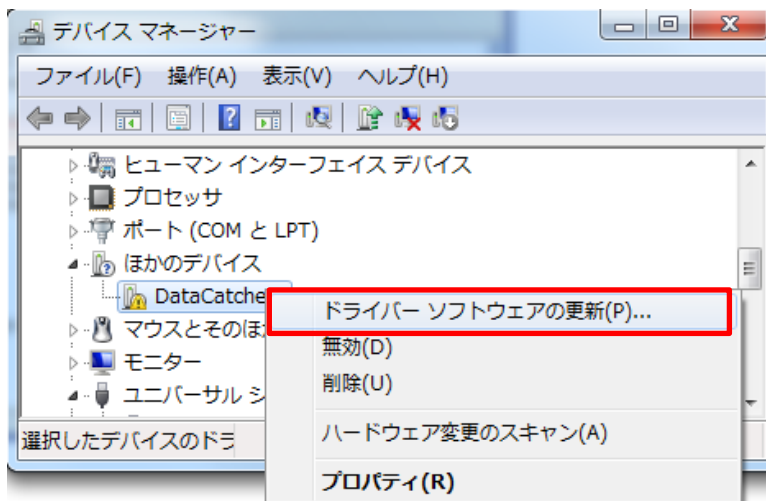 デバイス マネージャー
ファイル(F) 操作(A) 表示(V) ヘルプ(H)
ヒューマン インターフェイス デバイス
プロセッサ
ポート (COM と LPT)
ほかのデバイス
DataCatche
ドライバー ソフトウェアの更新(P)...
マウスとそのほ
無効(D)
モニター
削除(U)
ユニバーサル シ
ハードウェア変更のスキャン(A)
選択したデバイスのドラ
プロパティ(R)